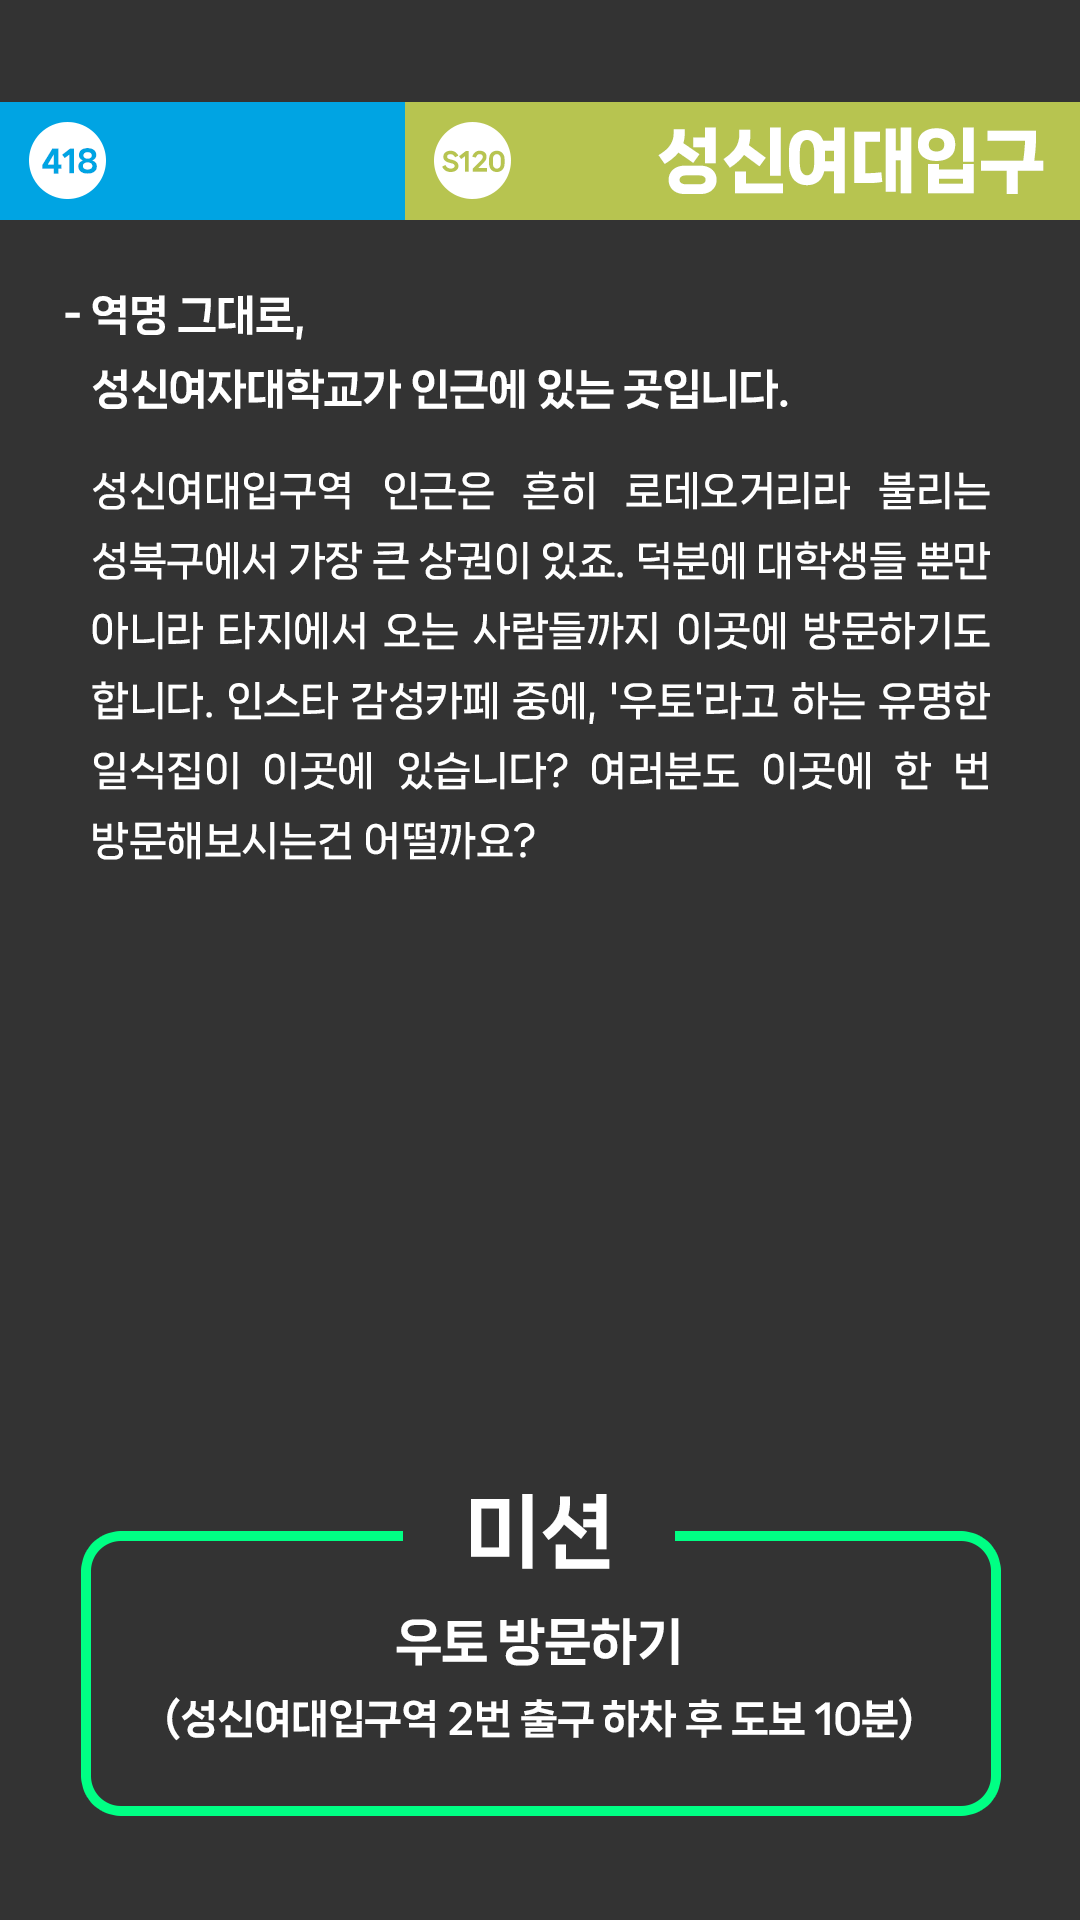 418
S120
성신여대입구
- 역명 그대로,
성신여자대학교가 인근에 있는 곳입니다.
성신여대입구역 인근은 흔히 로데오거리라 불리는
성북구에서 가장 큰 상권이 있죠. 덕분에 대학생들 뿐만
아니라 타지에서 오는 사람들까지 이곳에 방문하기도
합니다. 인스타 감성카페 중에, '우토'라고 하는 유명한
일식집이 이곳에 있습니다? 여러분도 이곳에 한 번
방문해보시는건 어떨까요?
미션
우토 방문하기
(성신여대입구역 2번 출구 하차 후 도보 10분)